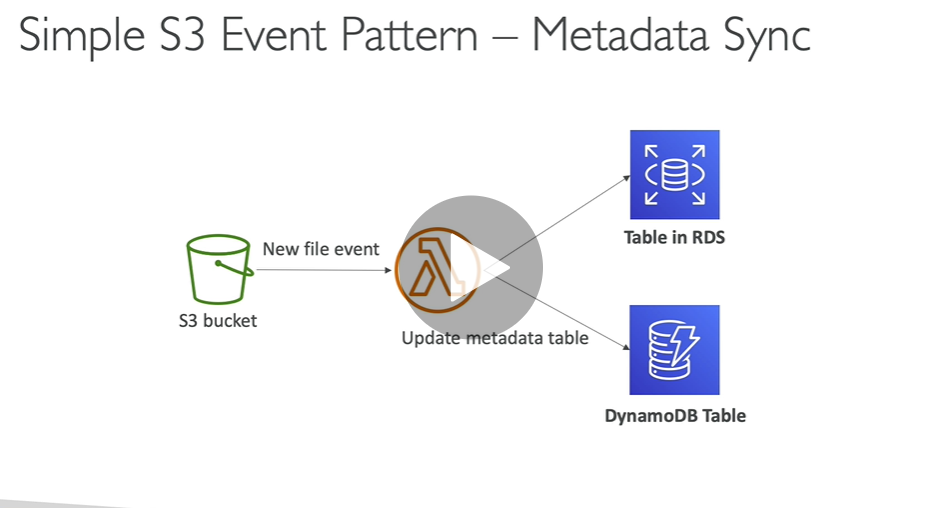 Simple S3 Event Pattern – Metadata Sync
New file event
S3 bucket
Update metadata table
Table in RDS
DynamoDB Table